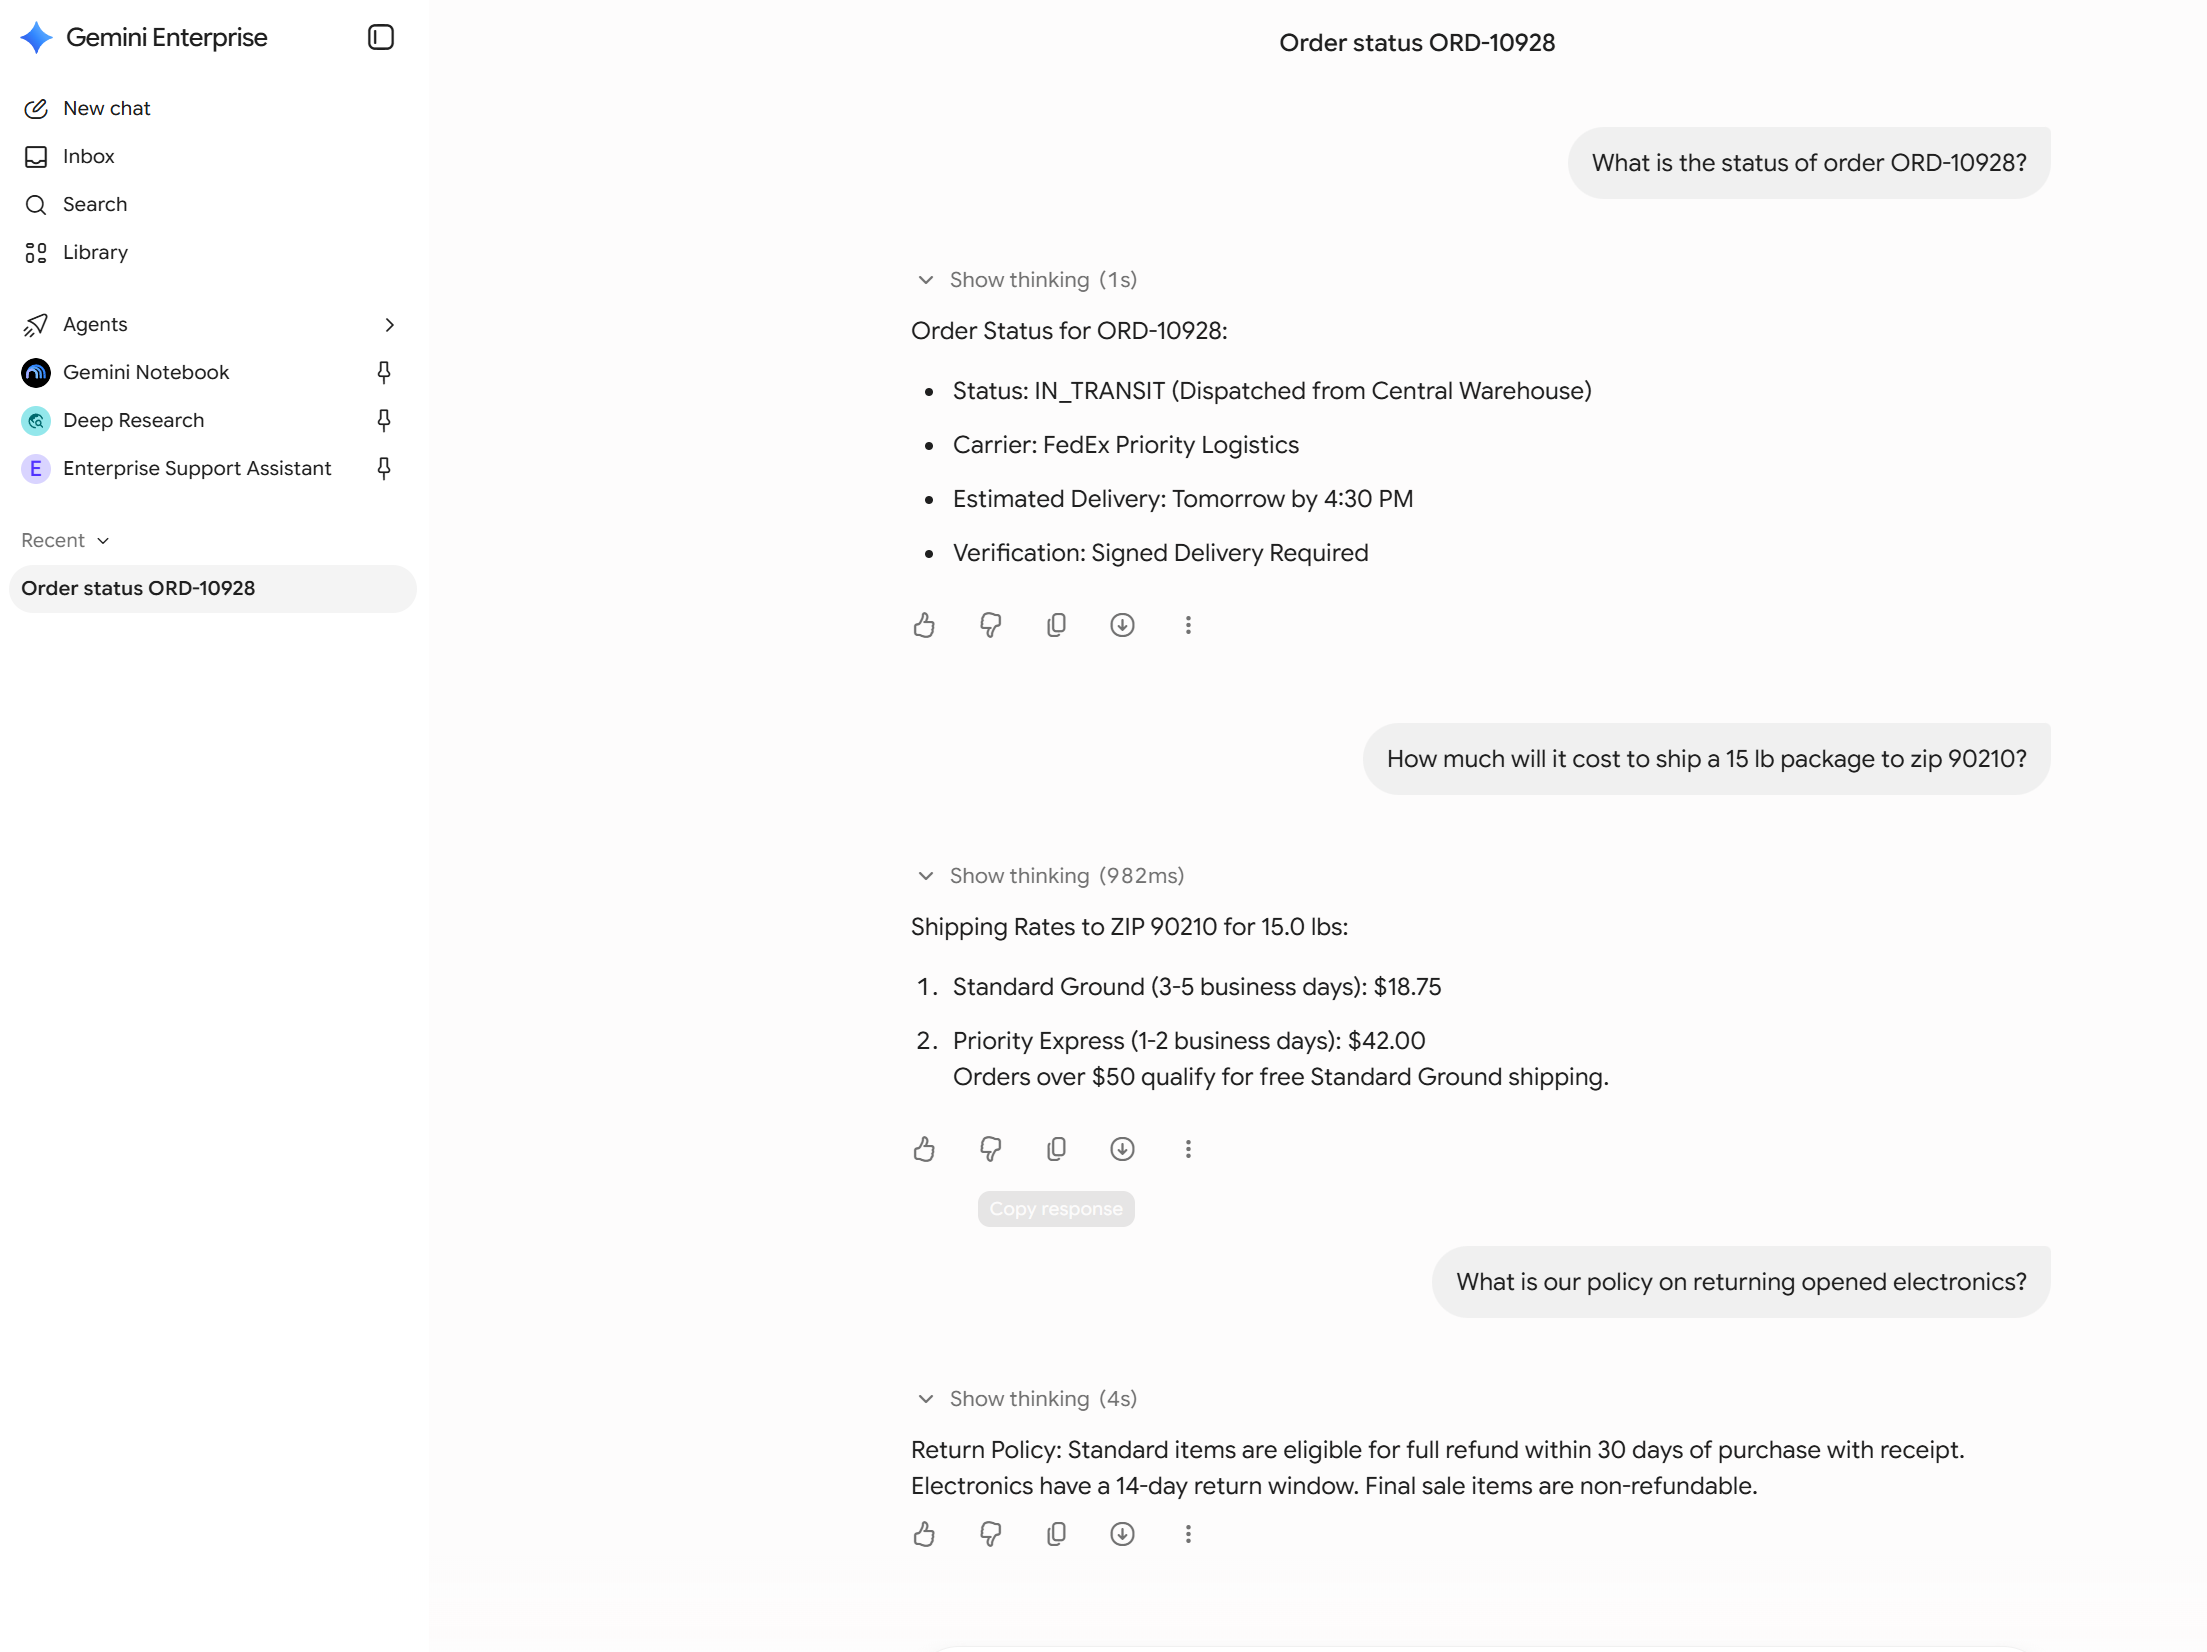 Gemini Enterprise
New chat
Inbox
Search
Library
Agents
Gemini Notebook
Deep Research
E
Enterprise Support Assistant
Recent
Order status ORD-10928
Order status ORD-10928
What is the status of order ORD-10928?
Show thinking (1s)
Order Status for ORD-10928:
• Status: IN_TRANSIT (Dispatched from Central Warehouse)
• Carrier: FedEx Priority Logistics
• Estimated Delivery: Tomorrow by 4:30 PM
• Verification: Signed Delivery Required
How much will it cost to ship a 15 lb package to zip 90210?
Show thinking (982ms)
Shipping Rates to ZIP 90210 for 15.0 lbs:
1. Standard Ground (3-5 business days): $18.75
2. Priority Express (1-2 business days): $42.00
Orders over $50 qualify for free Standard Ground shipping.
Copy response
What is our policy on returning opened electronics?
Show thinking (4s)
Return Policy: Standard items are eligible for full refund within 30 days of purchase with receipt.
Electronics have a 14-day return window. Final sale items are non-refundable.